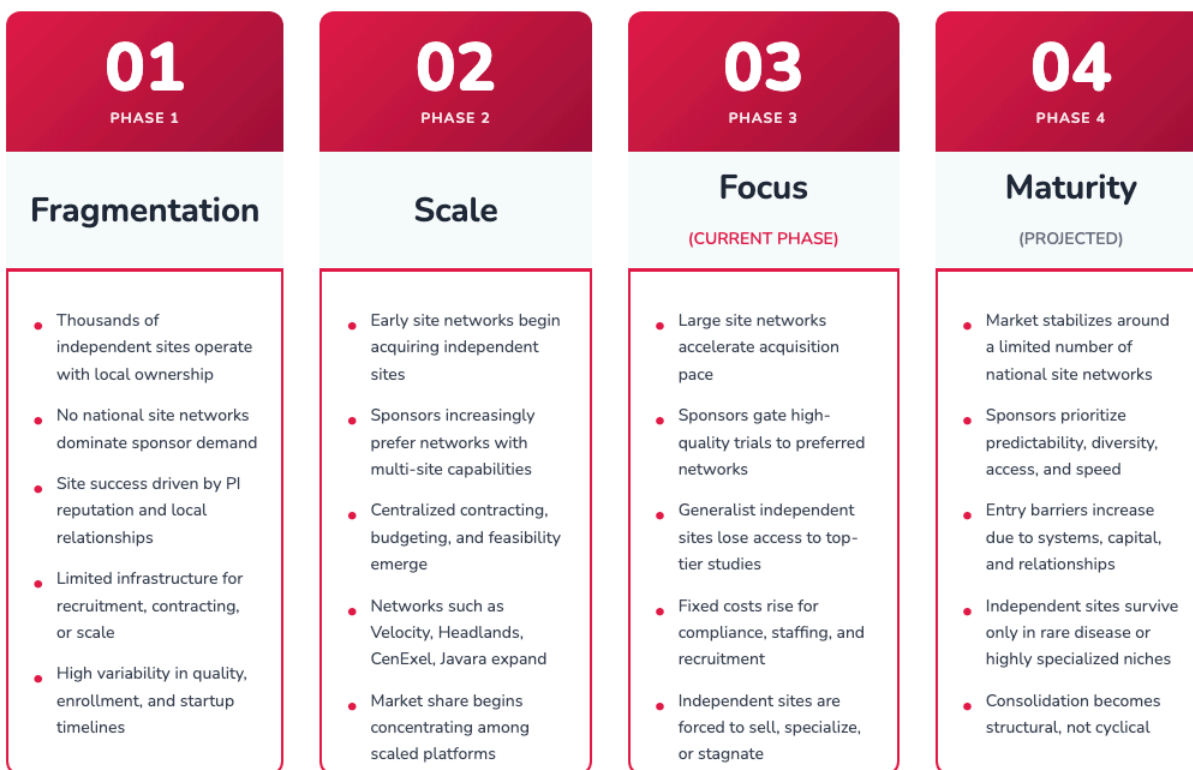 01
PHASE 1
Fragmentation
Thousands of
independent sites operate
with local ownership
No national site networks
dominate sponsor demand
Site success driven by PI
reputation and local
relationships
Limited infrastructure for
recruitment, contracting,
or scale
High variability in quality,
enrollment, and startup
timelines
02
PHASE 2
Scale
Early site networks begin
acquiring independent
sites
Sponsors increasingly
prefer networks with
multi-site capabilities
Centralized contracting,
budgeting, and feasibility
emerge
Networks such as
Velocity, Headlands,
CenExel, Javara expand
Market share begins
concentrating among
scaled platforms
03
PHASE 3
Focus
(CURRENT PHASE)
Large site networks
accelerate acquisition
pace
Sponsors gate high-
quality trials to preferred
networks
Generalist independent
sites lose access to top-
tier studies
Fixed costs rise for
compliance, staffing, and
recruitment
Independent sites are
forced to sell, specialize,
or stagnate
04
PHASE 4
Maturity
(PROJECTED)
Market stabilizes around
a limited number of
national site networks
Sponsors prioritize
predictability, diversity,
access, and speed
Entry barriers increase
due to systems, capital,
and relationships
Independent sites survive
only in rare disease or
highly specialized niches
Consolidation becomes
structural, not cyclical